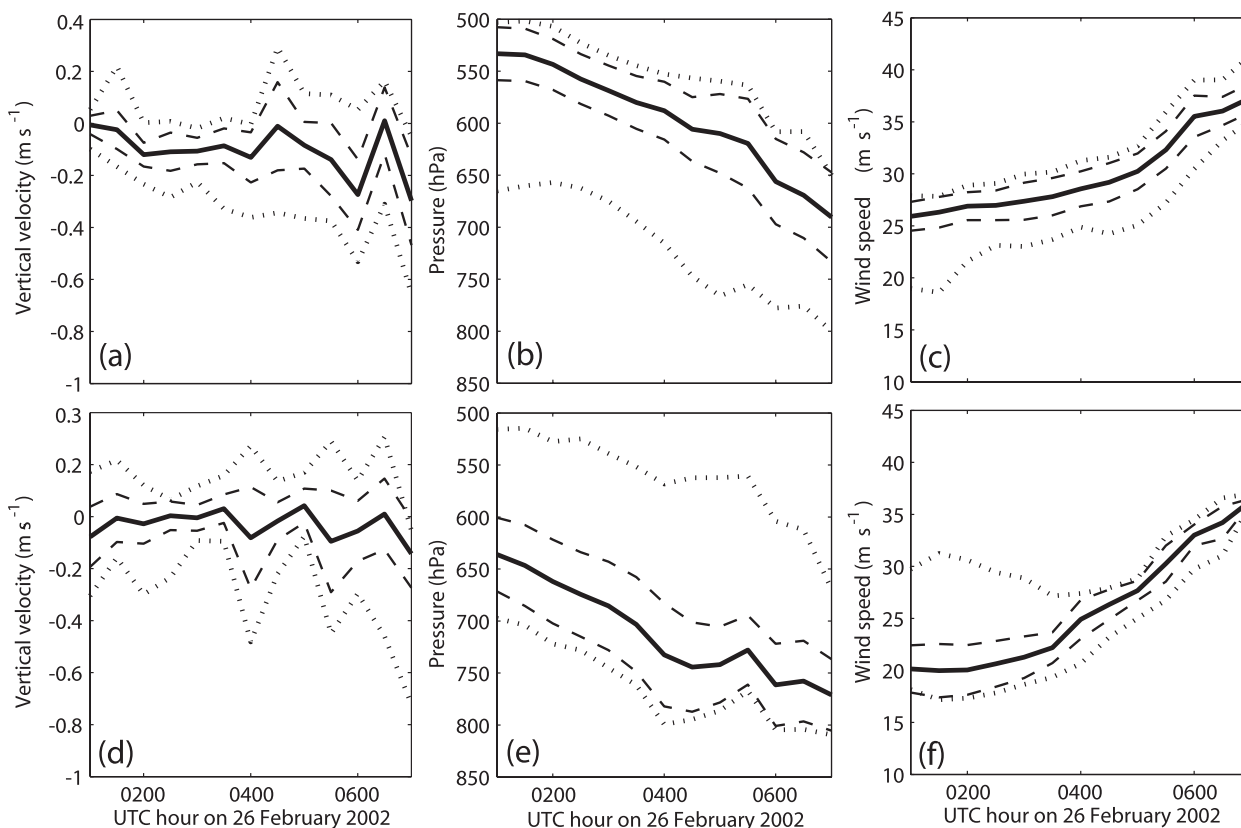 0.4
0.2
0
-0.2
-0.4
-0.6
-0.8
-1
Vertical velocity (m s⁻¹)
(a)
500
550
600
650
700
750
800
850
Pressure (hPa)
(b)
45
40
35
30
25
20
15
10
Wind speed (m s⁻¹)
(c)
0.3
0.2
0
-0.2
-0.4
-0.6
-0.8
-1
Vertical velocity (m s⁻¹)
(d)
0200 0400 0600
UTC hour on 26 February 2002
500
550
600
650
700
750
800
850
Pressure (hPa)
(e)
0200 0400 0600
UTC hour on 26 February 2002
45
40
35
30
25
20
15
10
Wind speed (m s⁻¹)
(f)
0200 0400 0600
UTC hour on 26 February 2002